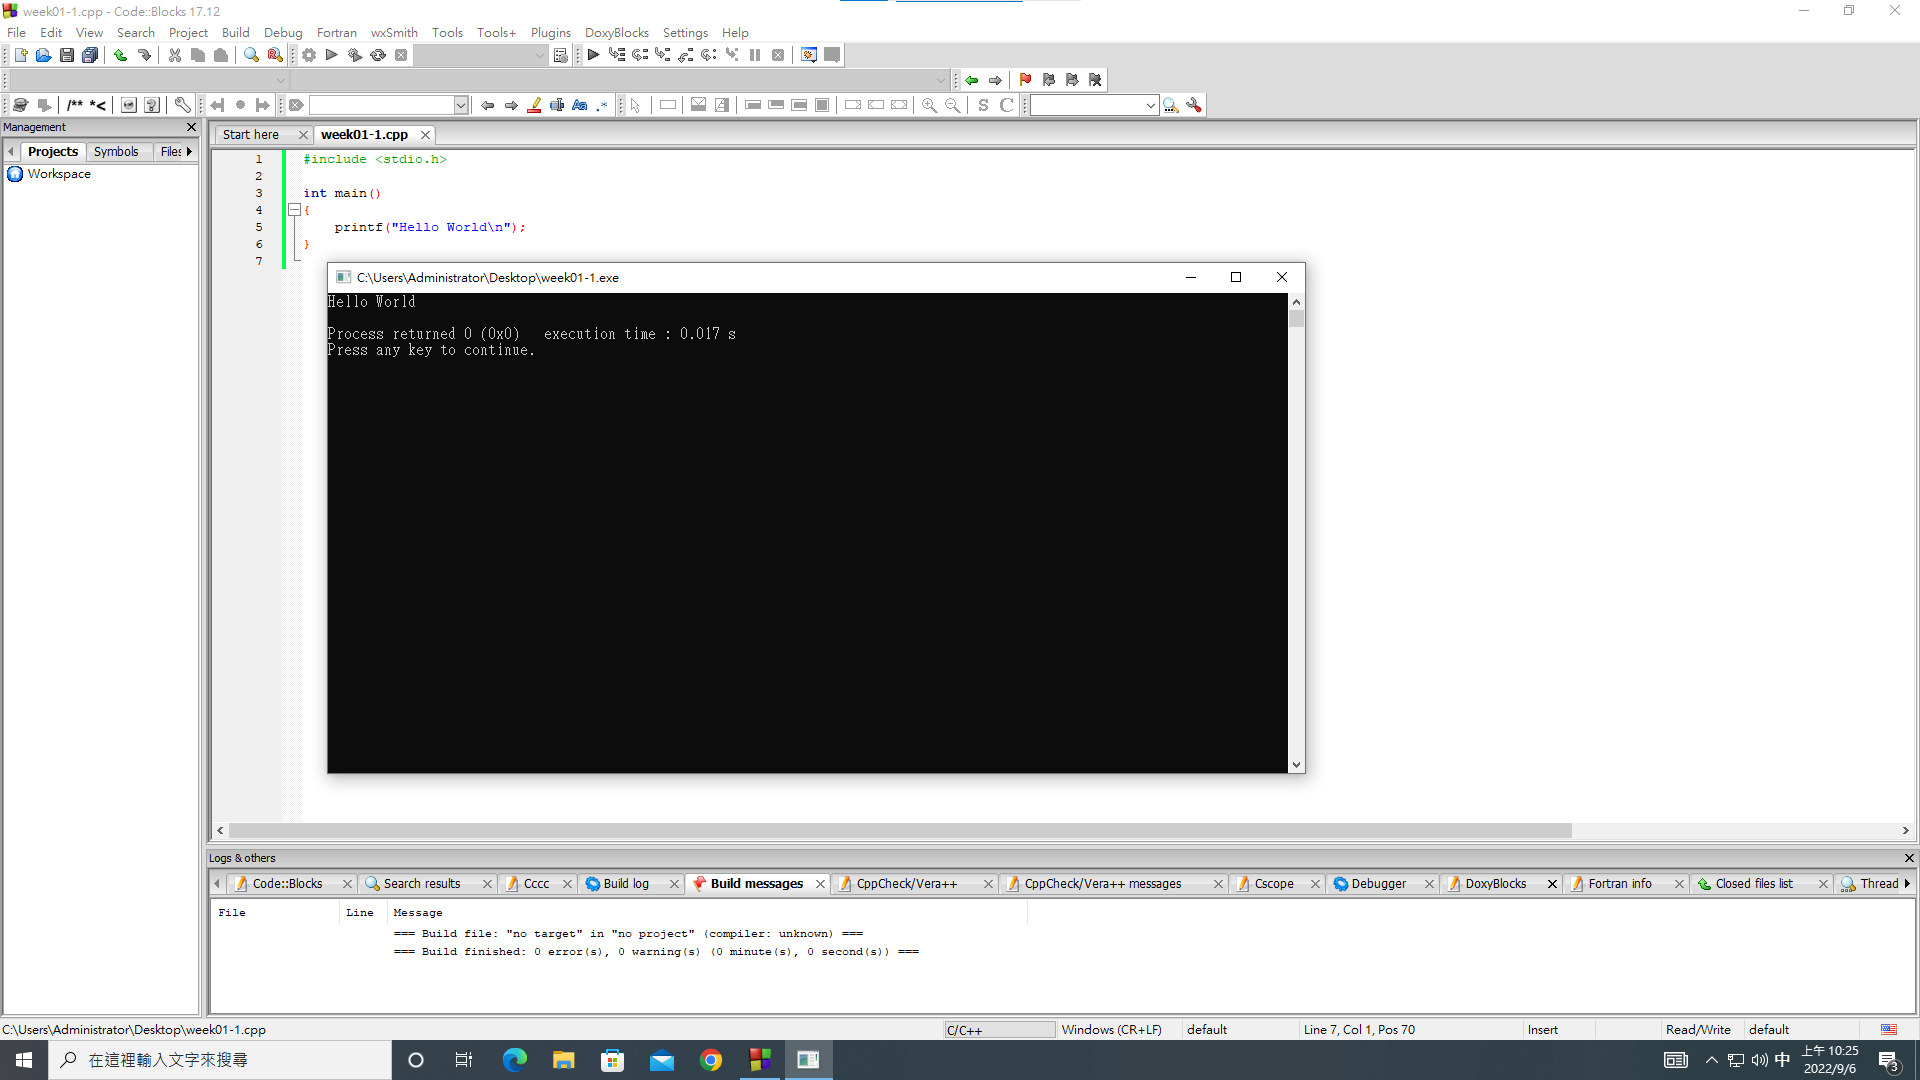 week01-1.cpp - Code::Blocks 17.12
File Edit View Search Project Build Debug Fortran wxSmith Tools Tools+ Plugins DoxyBlocks Settings Help
/** *<
S C
Management
Start here week01-1.cpp
Projects Symbols Files
Workspace
1 #include <stdio.h>
2
3 int main()
4 {
5 printf("Hello World\n");
6 }
7
C:\Users\Administrator\Desktop\week01-1.exe
Hello World
Process returned 0 (0x0)   execution time : 0.017 s
Press any key to continue.
Logs & others
Code::Blocks Search results Cccc Build log Build messages CppCheck/Vera++ CppCheck/Vera++ messages Cscope Debugger DoxyBlocks Fortran info Closed files list Thread
File Line Message
=== Build file: "no target" in "no project" (compiler: unknown) ===
=== Build finished: 0 error(s), 0 warning(s) (0 minute(s), 0 second(s)) ===
C:\Users\Administrator\Desktop\week01-1.cpp C/C++ Windows (CR+LF) default Line 7, Col 1, Pos 70 Insert Read/Write default
在這裡輸入文字來搜尋
中
上午 10:25
2022/9/6
3